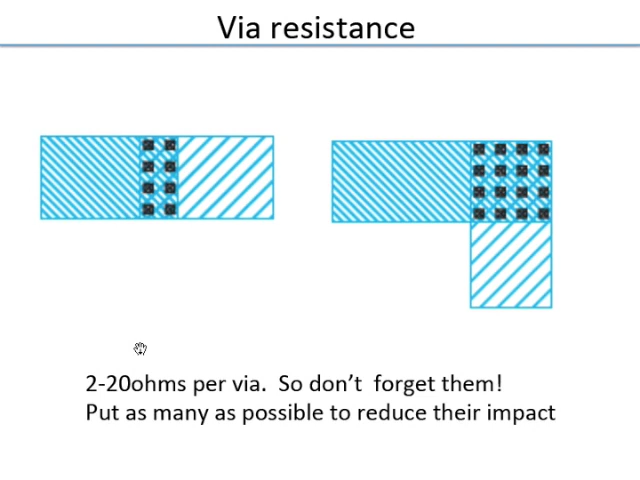 Via resistance
2-20ohms per via.  So don’t  forget them!
Put as many as possible to reduce their impact